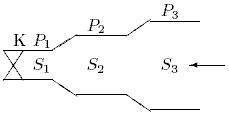 P₃
P₂
K P₁
S₁ S₂ S₃